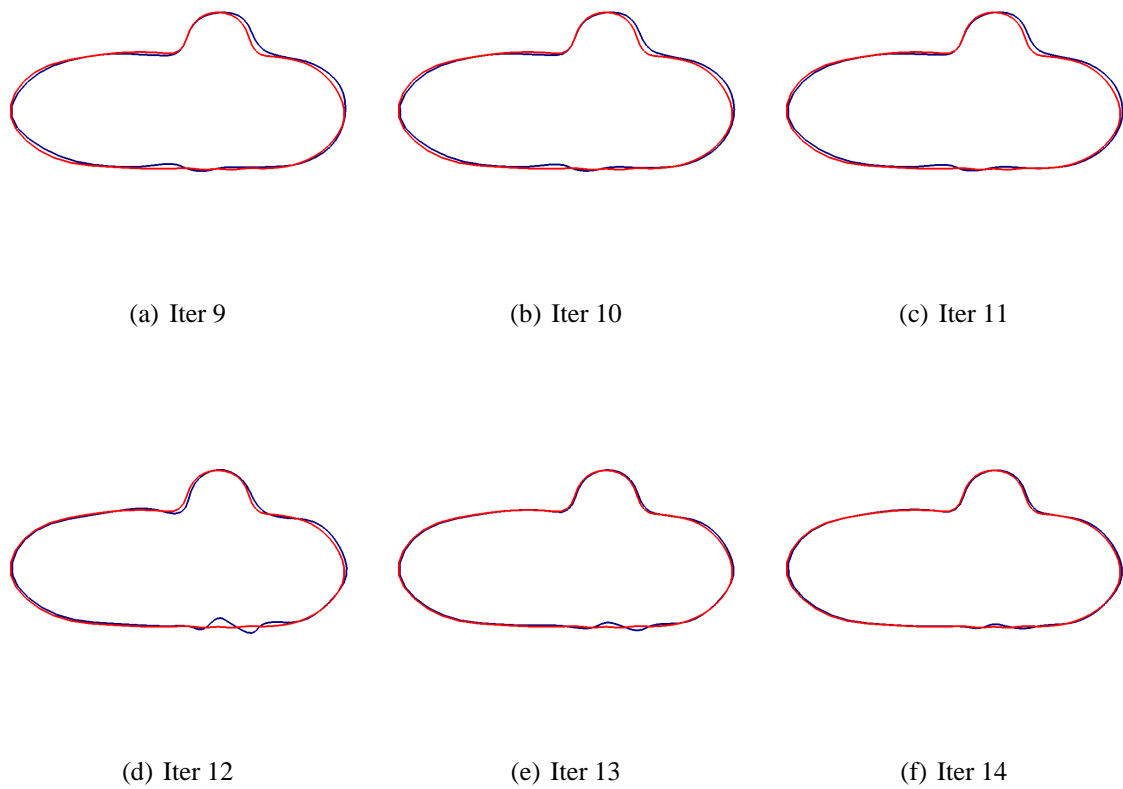 (a) Iter 9
(b) Iter 10
(c) Iter 11
(d) Iter 12
(e) Iter 13
(f) Iter 14